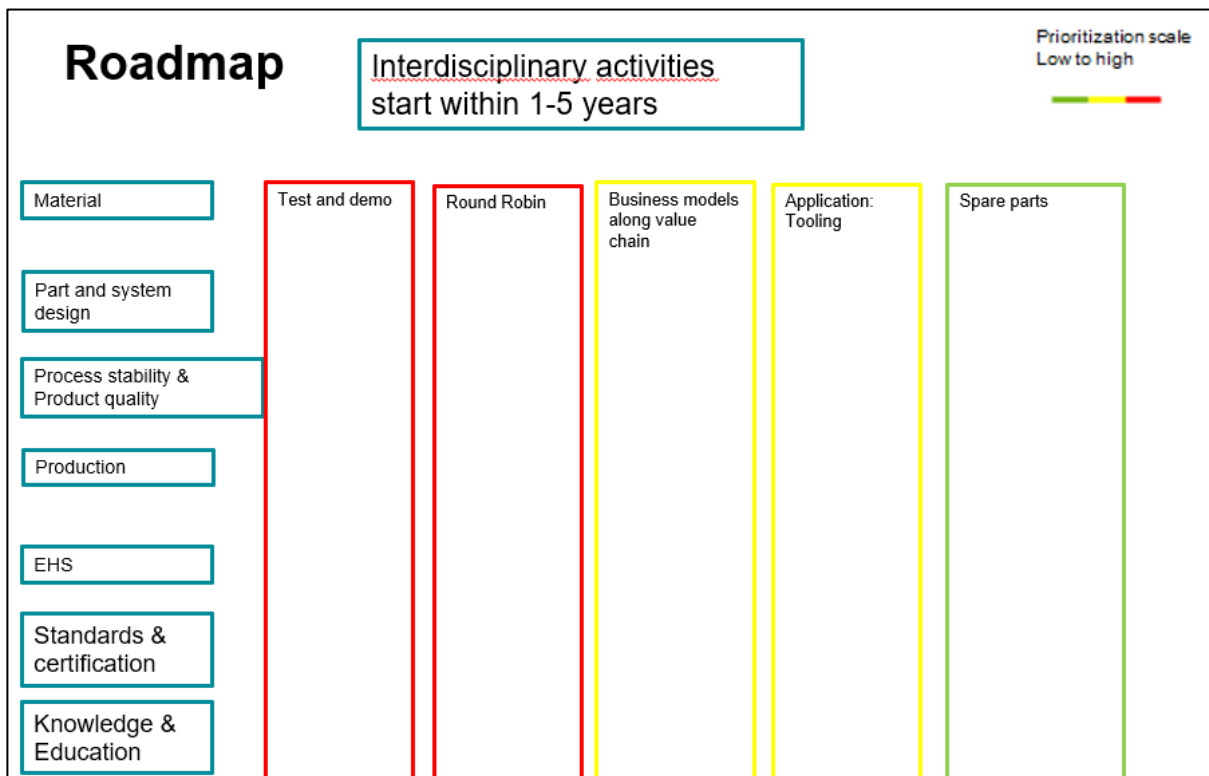 Roadmap
Interdisciplinary activities
start within 1-5 years
Prioritization scale
Low to high
Material
Test and demo
Round Robin
Business models
along value
chain
Application:
Tooling
Spare parts
Part and system
design
Process stability &
Product quality
Production
EHS
Standards &
certification
Knowledge &
Education